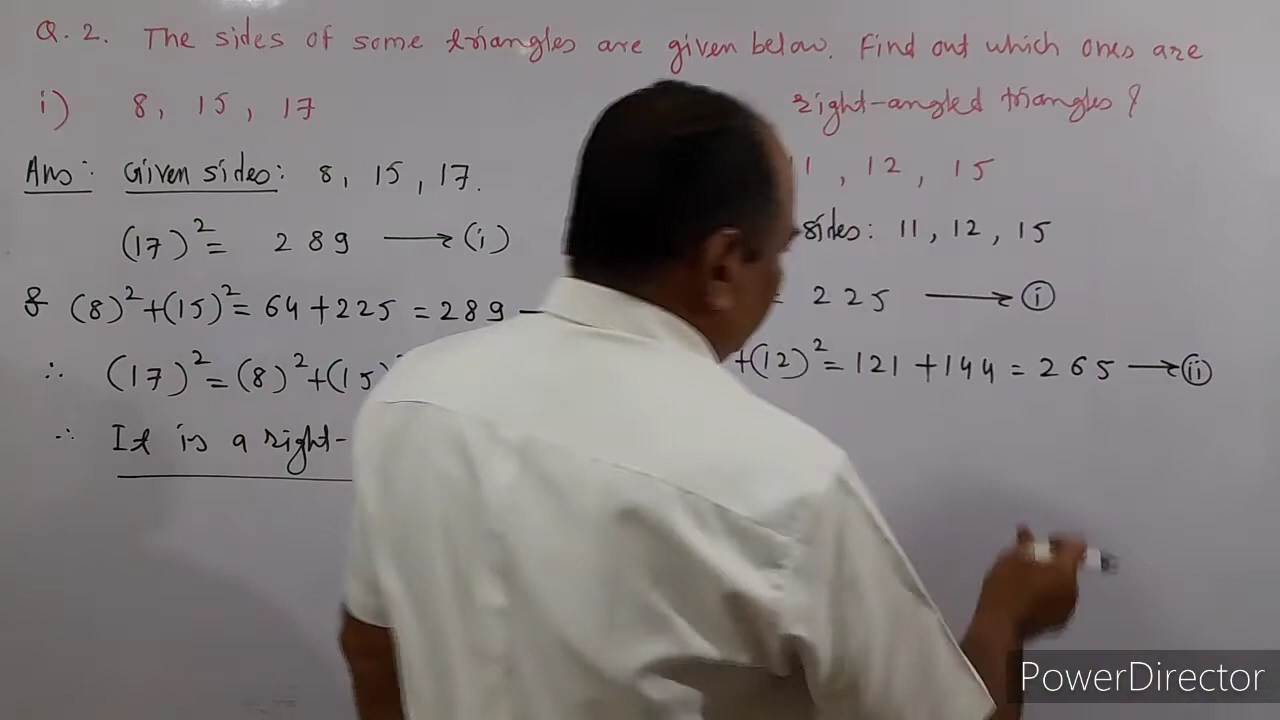 Q. 2. The sides of some triangles are given below. Find out which ones are
right-angled triangles ?
i) 8, 15, 17
Ans: Given sides: 8, 15, 17.
(17)² = 289 → (i)
& (8)² + (15)² = 64 + 225 = 289
∴ (17)² = (8)² + (15)
∴ It is a right-
11, 12, 15
sides: 11, 12, 15
= 225 → (i)
+ (12)² = 121 + 144 = 265 → (ii)
PowerDirector